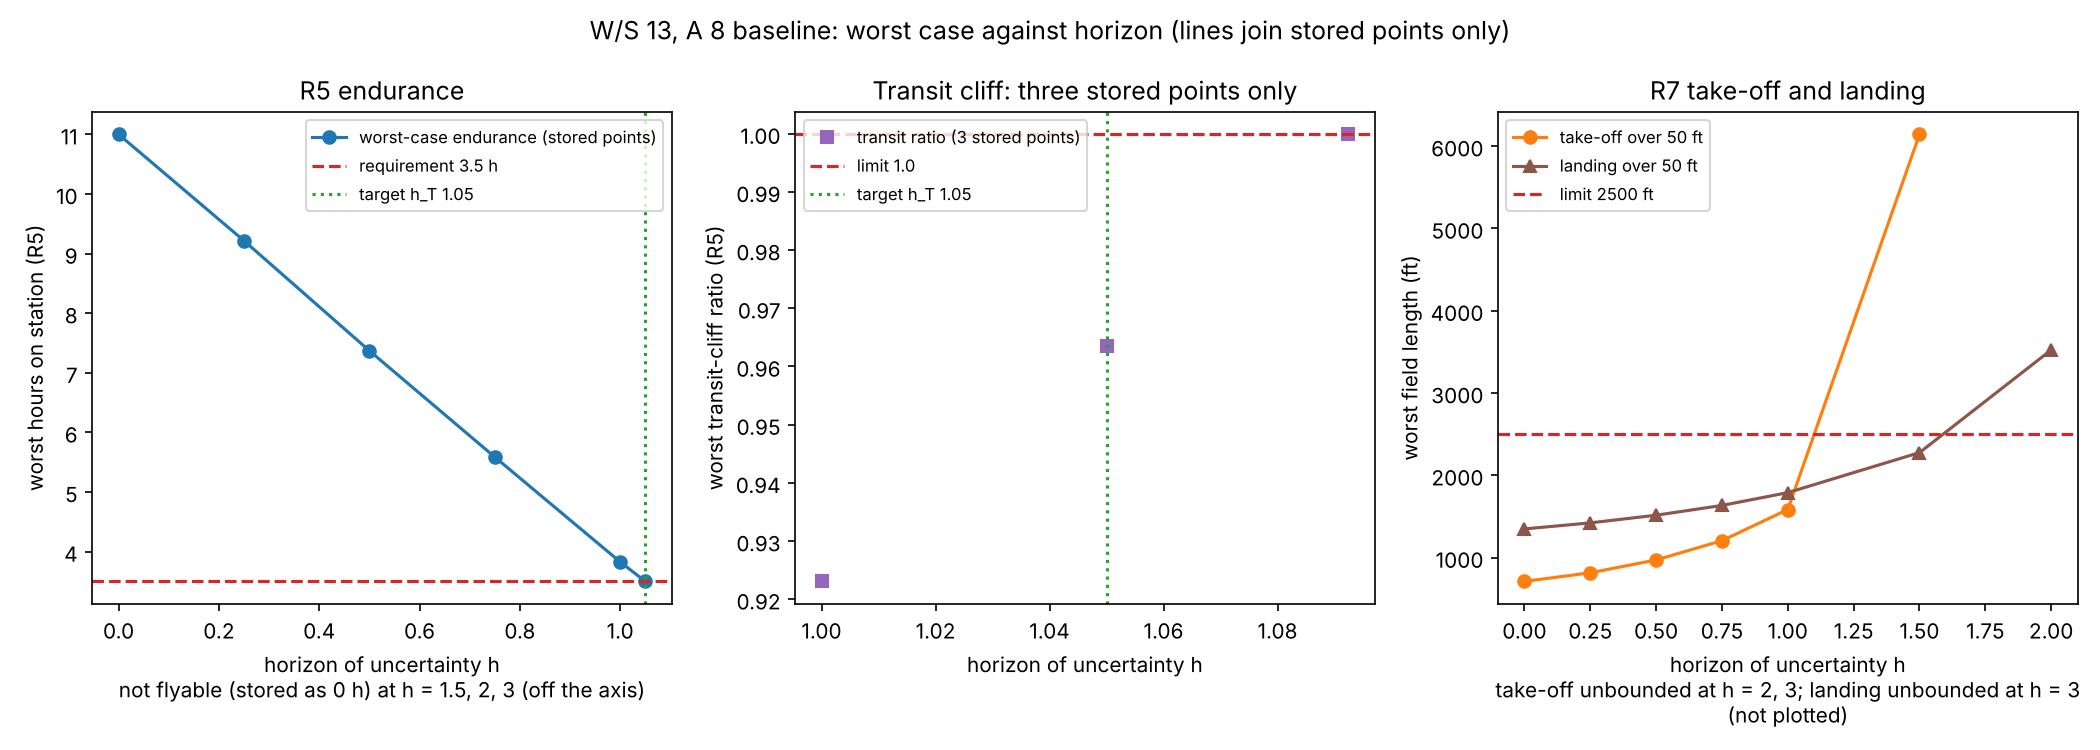 W/S 13, A 8 baseline: worst case against horizon (lines join stored points only)
R5 endurance
worst hours on station (R5)
11
10
9
8
7
6
5
4
worst-case endurance (stored points)
requirement 3.5 h
target h_T 1.05
0.0 0.2 0.4 0.6 0.8 1.0
horizon of uncertainty h
not flyable (stored as 0 h) at h = 1.5, 2, 3 (off the axis)
Transit cliff: three stored points only
worst transit-cliff ratio (R5)
1.00
0.99
0.98
0.97
0.96
0.95
0.94
0.93
0.92
transit ratio (3 stored points)
limit 1.0
target h_T 1.05
1.00 1.02 1.04 1.06 1.08
horizon of uncertainty h
R7 take-off and landing
worst field length (ft)
6000
5000
4000
3000
2000
1000
take-off over 50 ft
landing over 50 ft
limit 2500 ft
0.00 0.25 0.50 0.75 1.00 1.25 1.50 1.75 2.00
horizon of uncertainty h
take-off unbounded at h = 2, 3; landing unbounded at h = 3
(not plotted)